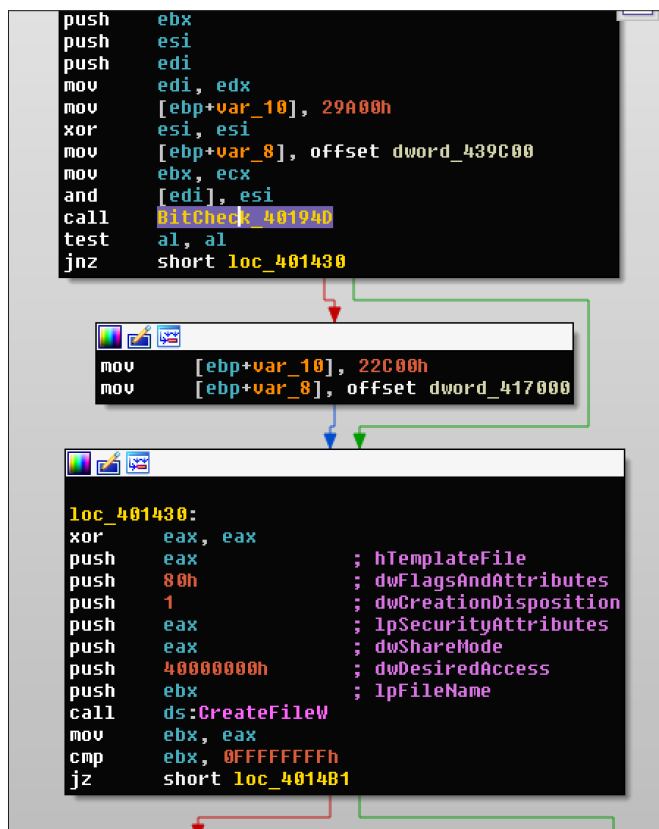 push ebx
push esi
push edi
mov edi, edx
mov [ebp+var_10], 29A00h
xor esi, esi
mov [ebp+var_8], offset dword_439C00
mov ebx, ecx
and [edi], esi
call BitCheck_40194D
test al, al
jnz short loc_401430
mov [ebp+var_10], 22C00h
mov [ebp+var_8], offset dword_417000
loc_401430:
xor eax, eax
push eax ; hTemplateFile
push 80h ; dwFlagsAndAttributes
push 1 ; dwCreationDisposition
push eax ; lpSecurityAttributes
push eax ; dwShareMode
push 40000000h ; dwDesiredAccess
push ebx ; lpFileName
call ds:CreateFileW
mov ebx, eax
cmp ebx, 0FFFFFFFFh
jz short loc_4014B1